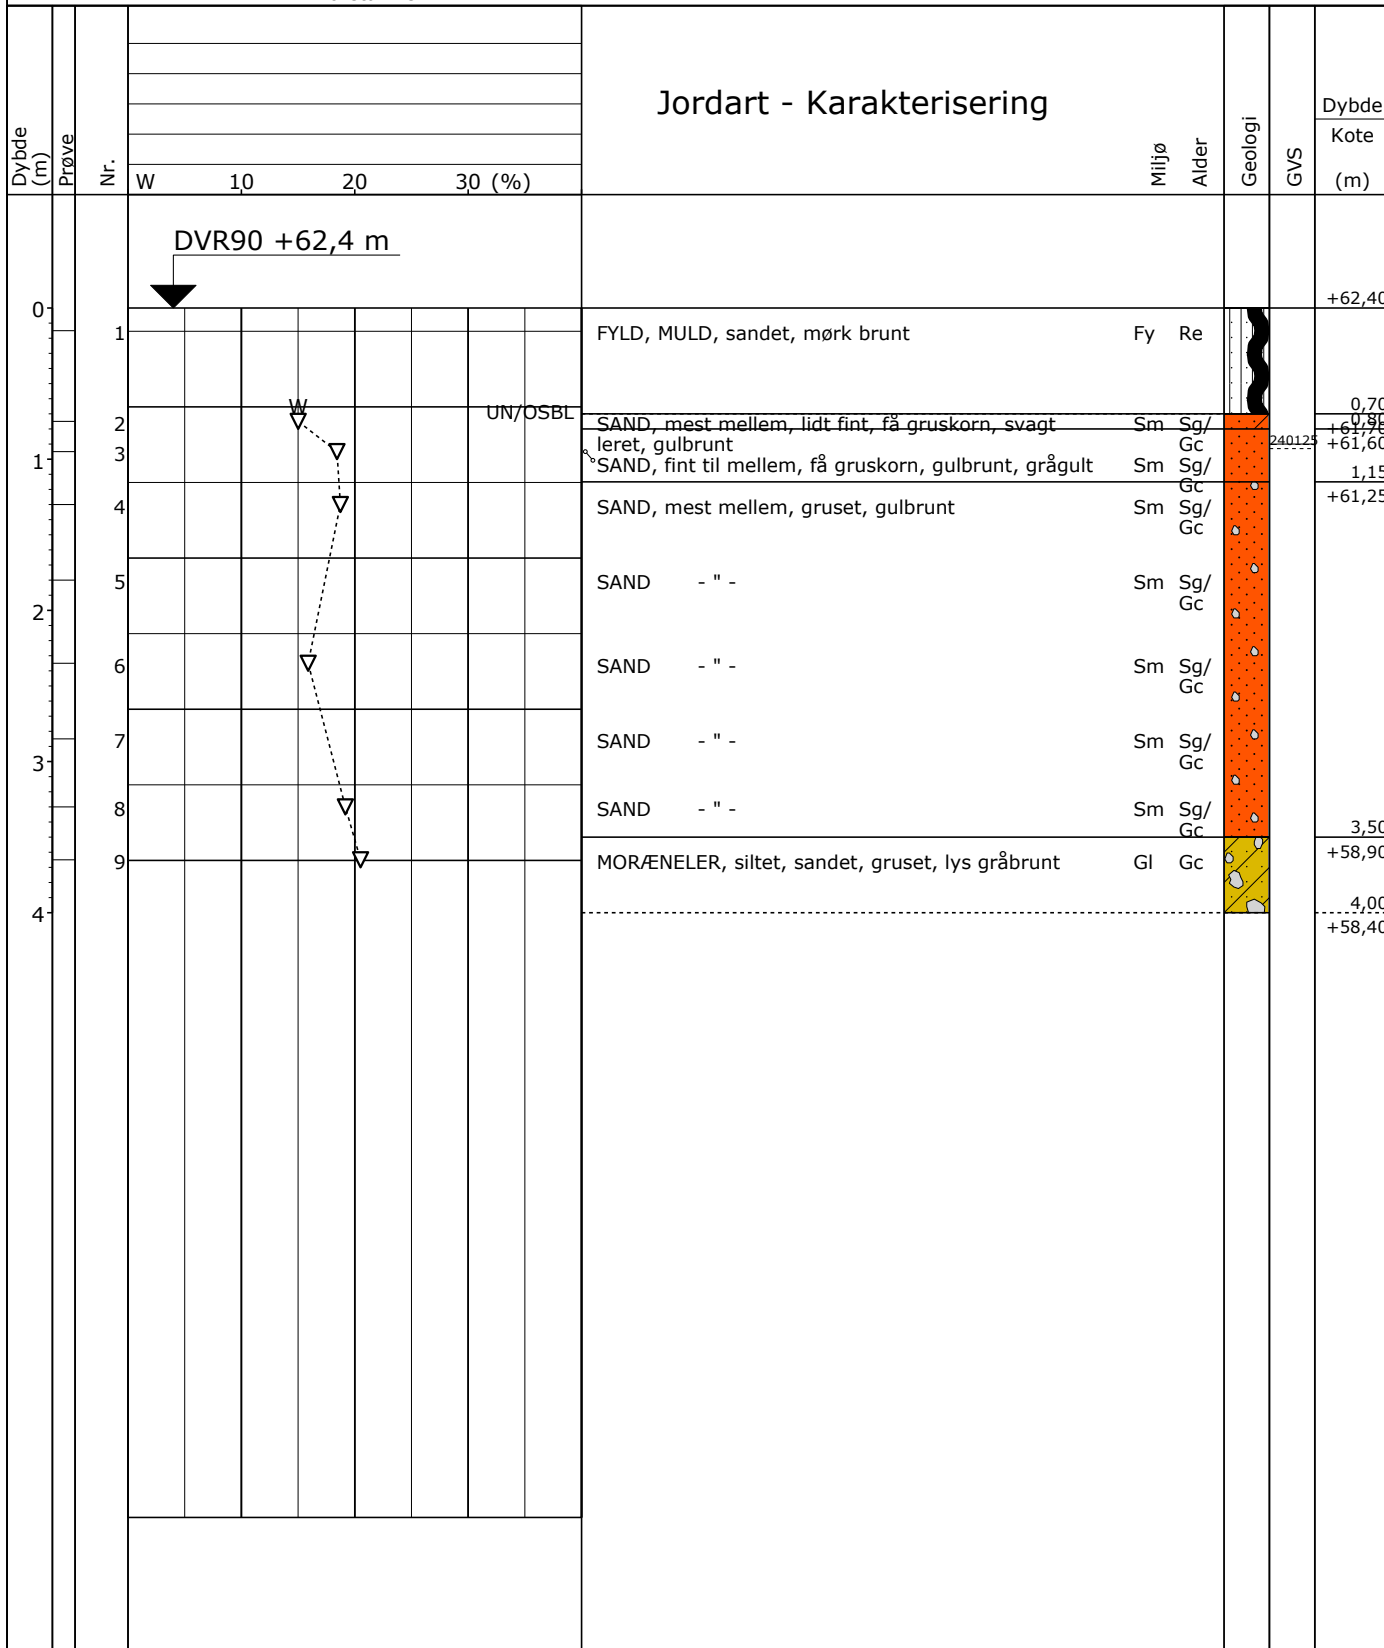 Jordart - Karakterisering
Dybde (m)
Prøve
Nr.
W 10 20 30 (%)
Miljø
Alder
Geologi
GVS
Dybde
Kote
(m)
DVR90 +62,4 m
0 +62,40
1 FYLD, MULD, sandet, mørk brunt Fy Re
UN/OSBL 0,70
W
2 SAND, mest mellem, lidt fint, få gruskorn, svagt Sm Sg/ 0,80
+61,70
leret, gulbrunt Gc 240125 +61,60
3
1 SAND, fint til mellem, få gruskorn, gulbrunt, grågult Sm Sg/ 1,15
Gc
+61,25
4 SAND, mest mellem, gruset, gulbrunt Sm Sg/
Gc
5 SAND - " - Sm Sg/
Gc
2
6 SAND - " - Sm Sg/
Gc
7 SAND - " - Sm Sg/
Gc
3
8 SAND - " - Sm Sg/
Gc 3,50
+58,90
9 MORÆNELER, siltet, sandet, gruset, lys gråbrunt Gl Gc
4 4,00
+58,40